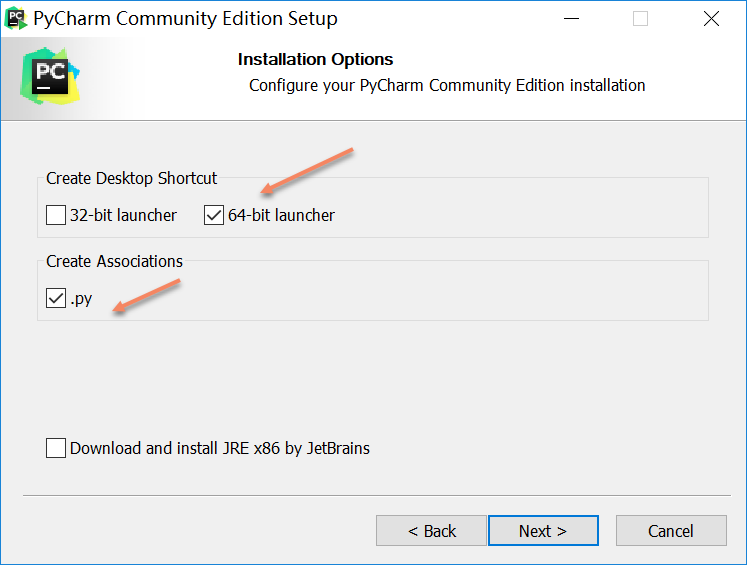 PyCharm Community Edition Setup
PC
Installation Options
Configure your PyCharm Community Edition installation
Create Desktop Shortcut
32-bit launcher 64-bit launcher
Create Associations
.py
Download and install JRE x86 by JetBrains
< Back Next > Cancel